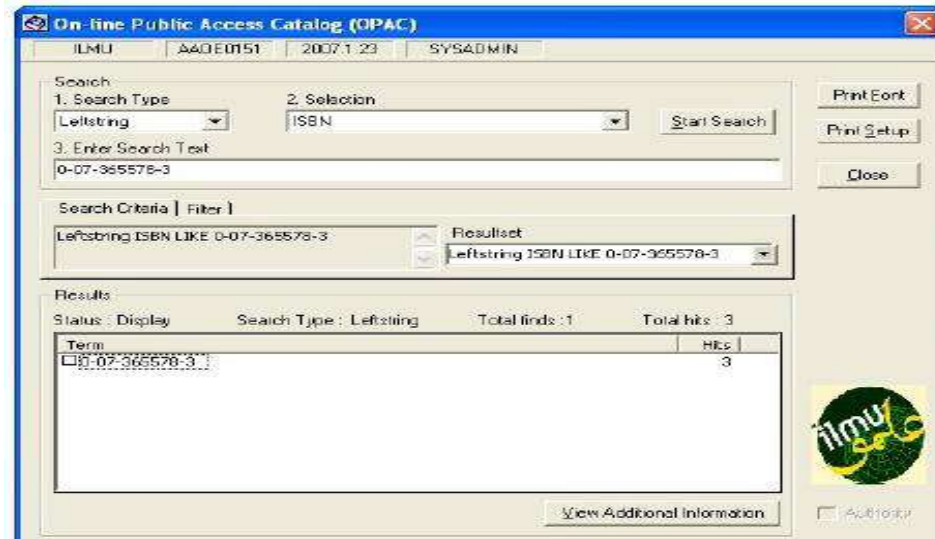 On-line Public Access Catalog (OPAC)
ILMU AADE0151 2007.1.23 SYSADMIN
Search
1. Search Type 2. Selection
Leftstring ISBN Start Search
3. Enter Search Text
0-07-365578-3
Print Font
Print Setup
Close
Search Criteria Filter
Leftstring ISBN LIKE 0-07-365578-3
Resultset
Leftstring ISBN LIKE 0-07-365578-3
Results
Status : Display Search Type : Leftstring Total finds :1 Total hits : 3
Term Hits
0-07-365578-3 3
ilmu علمو
View Additional Information
Authority